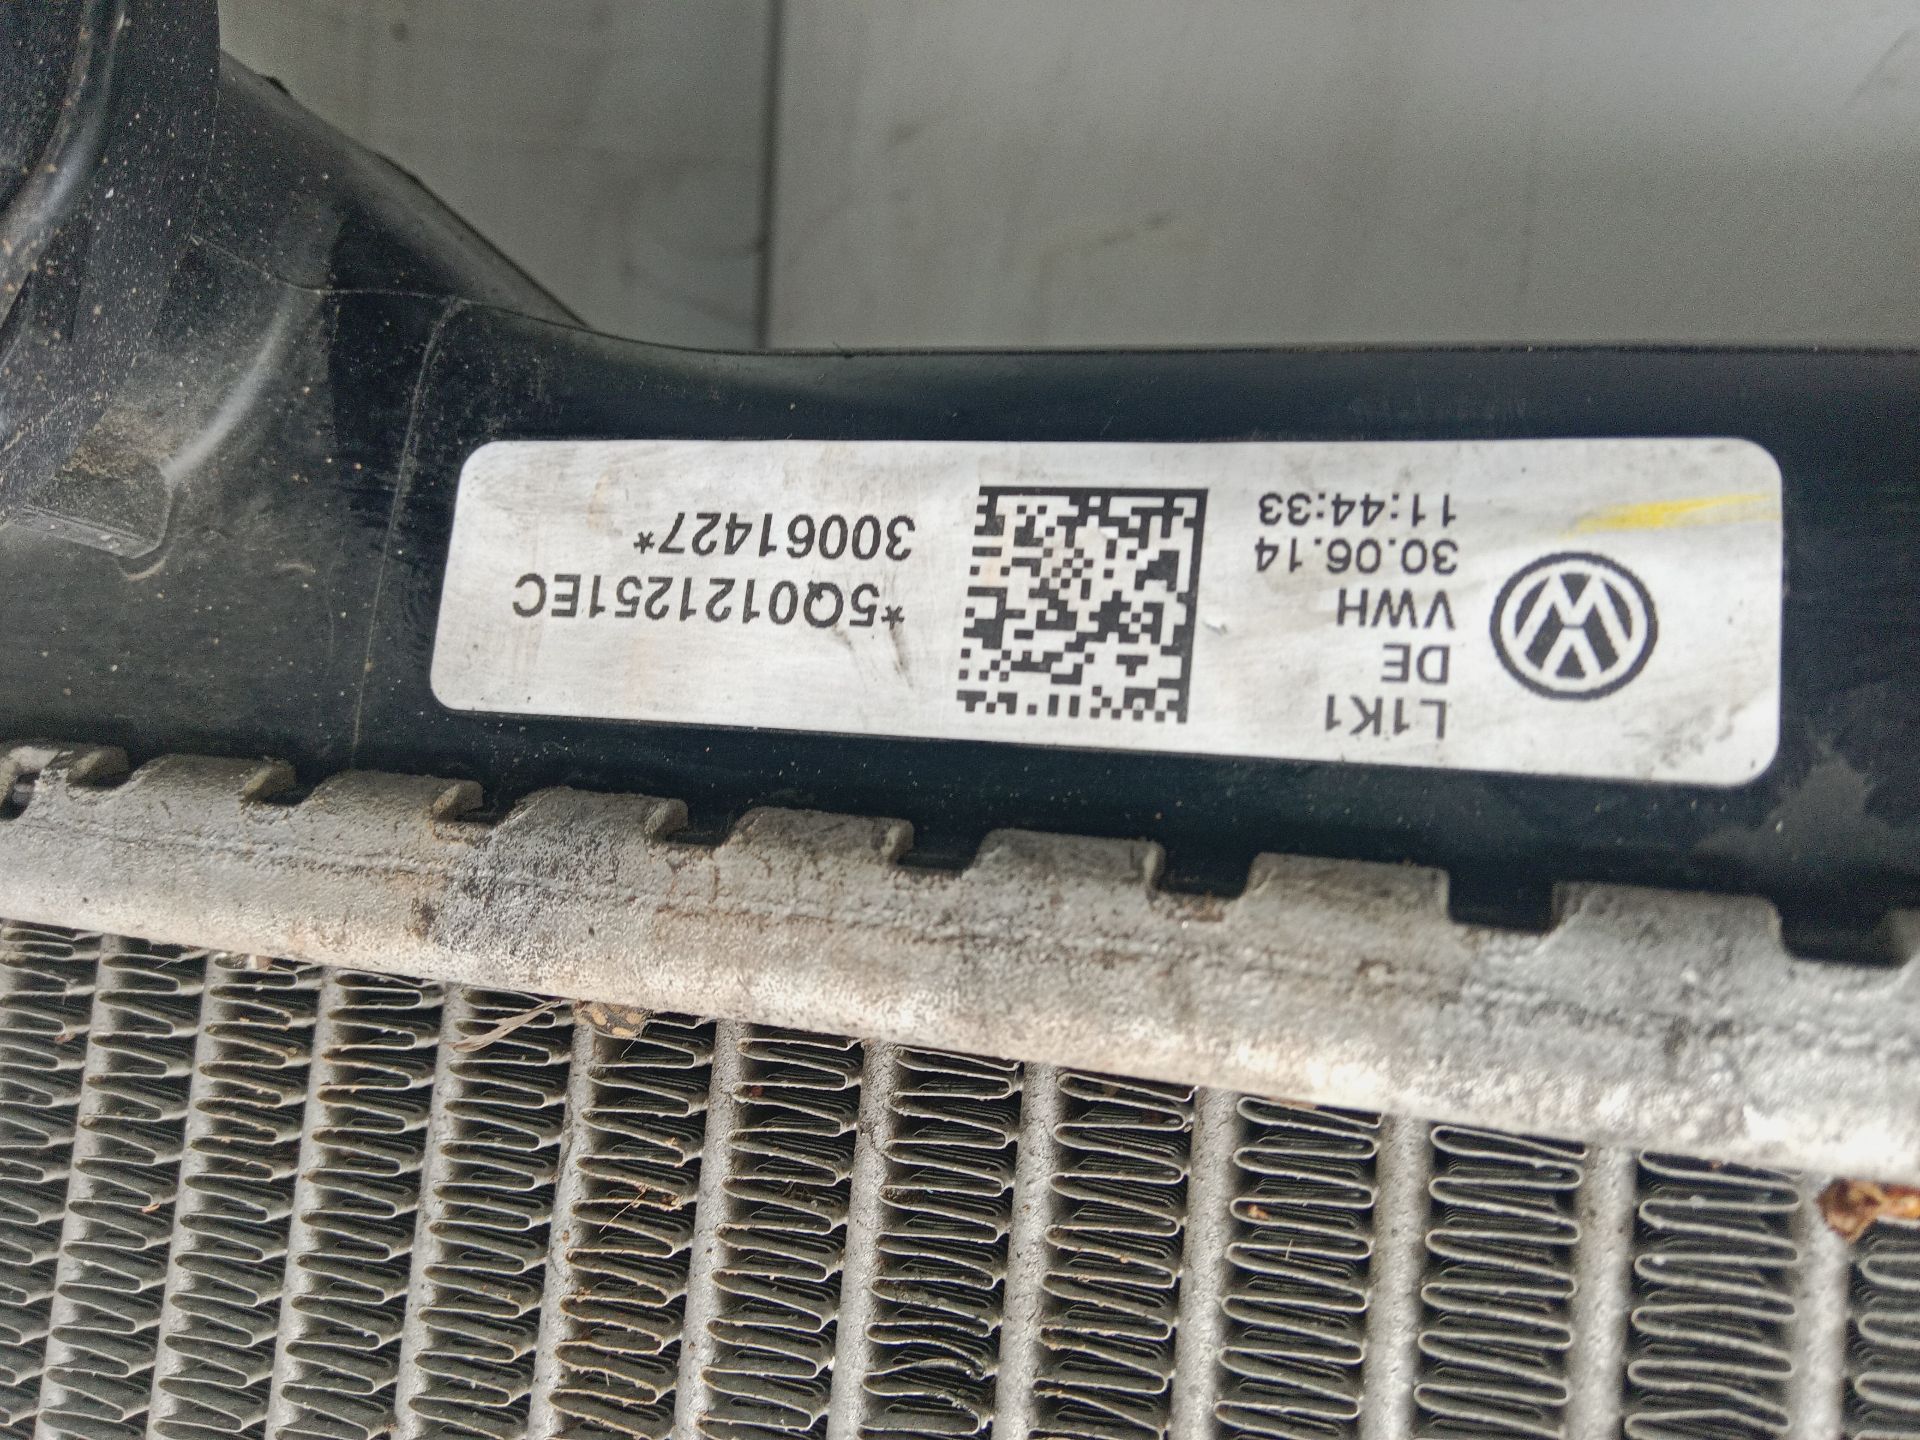 L1K1
DE
VWH
30.06.14
11:44:33
*5Q0121251EC
30061427*